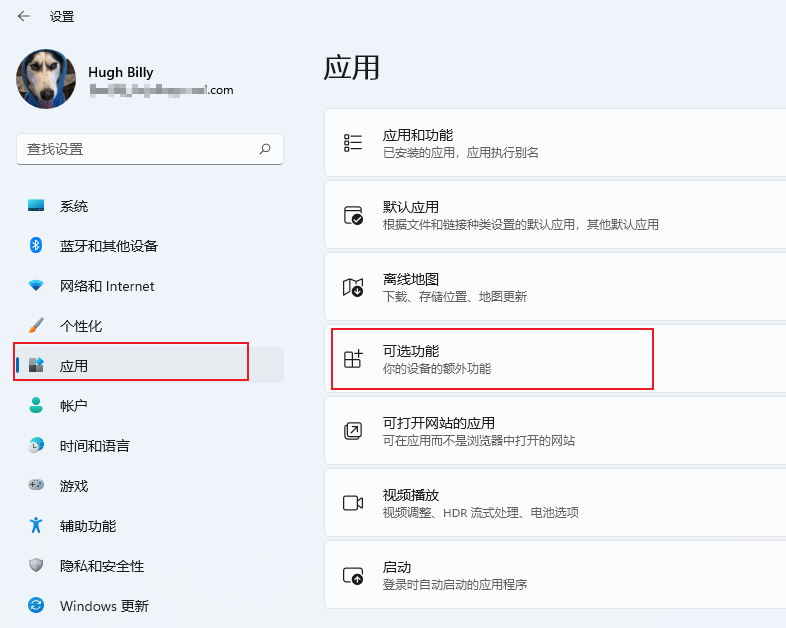 设置
Hugh Billy
.com
查找设置
系统
蓝牙和其他设备
网络和 Internet
个性化
应用
帐户
时间和语言
游戏
辅助功能
隐私和安全性
Windows 更新
应用
应用和功能
已安装的应用，应用执行别名
默认应用
根据文件和链接种类设置的默认应用，其他默认应用
离线地图
下载、存储位置、地图更新
可选功能
你的设备的额外功能
可打开网站的应用
可在应用而不是浏览器中打开的网站
视频播放
视频调整、HDR 流式处理、电池选项
启动
登录时自动启动的应用程序